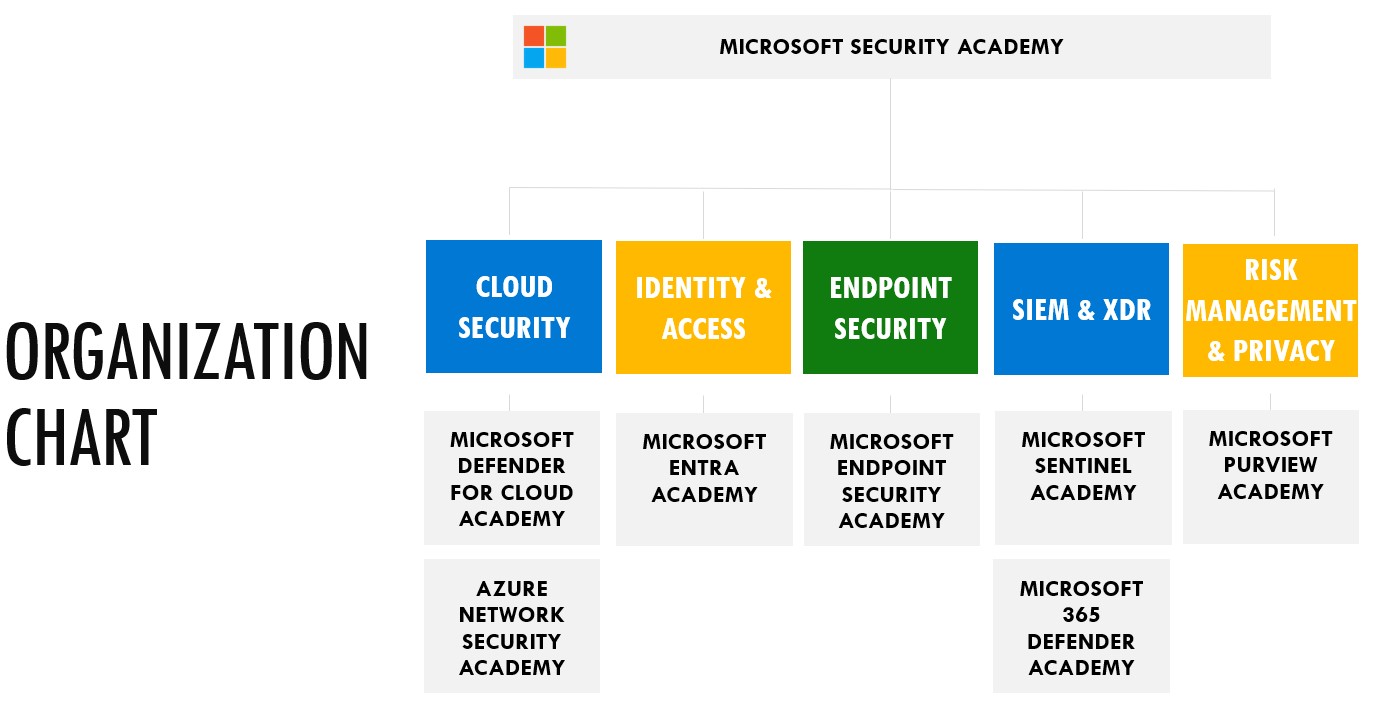 MICROSOFT SECURITY ACADEMY
ORGANIZATION
CHART
CLOUD
SECURITY
IDENTITY &
ACCESS
ENDPOINT
SECURITY
SIEM & XDR
RISK
MANAGEMENT
& PRIVACY
MICROSOFT
DEFENDER
FOR CLOUD
ACADEMY
MICROSOFT
ENTRA
ACADEMY
MICROSOFT
ENDPOINT
SECURITY
ACADEMY
MICROSOFT
SENTINEL
ACADEMY
MICROSOFT
PURVIEW
ACADEMY
AZURE
NETWORK
SECURITY
ACADEMY
MICROSOFT
365
DEFENDER
ACADEMY